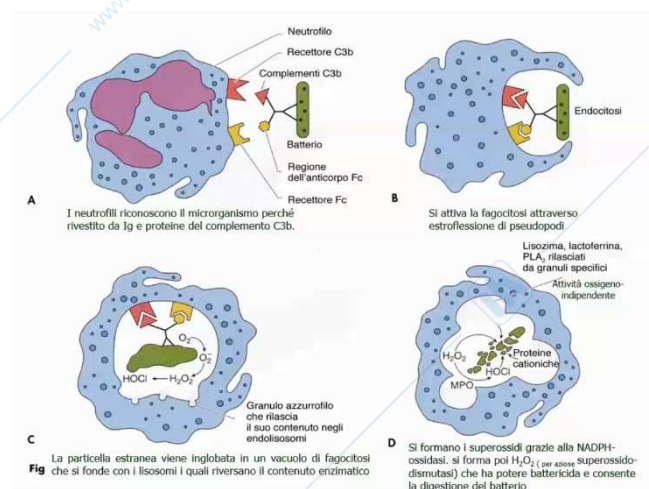 www.
Neutrofilo
Recettore C3b
Complementi C3b
Batterio
Regione
dell'anticorpo Fc
Recettore Fc
A
I neutrofili riconoscono il microrganismo perché
rivestito da Ig e proteine del complemento C3b.
Endocitosi
B
Si attiva la fagocitosi attraverso
estroflessione di pseudopodi
O₂
O₂⁻
H₂O₂
HOCl
Granulo azzurrofilo
che rilascia
il suo contenuto negli
endolisosomi
C
La particella estranea viene inglobata in un vacuolo di fagocitosi
Fig che si fonde con i lisosomi i quali riversano il contenuto enzimatico
Lisozima, lactoferrina,
PLA₂ rilasciati
da granuli specifici
Attività ossigeno-
indipendente
H₂O₂
MPO
HOCl
Proteine
cationiche
D
Si formano i superossidi grazie alla NADPH-
ossidasi. si forma poi H₂O₂ ( per azione superossido-
dismutasi) che ha potere battericida e consente
la digestione del batterio